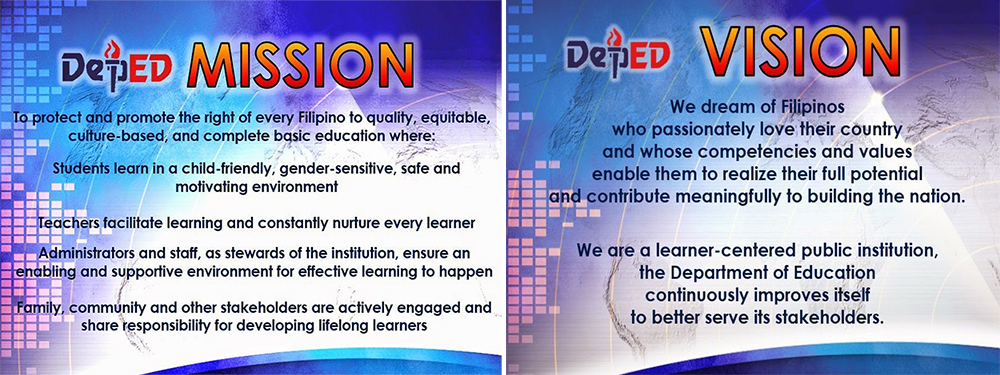 DepED MISSION
To protect and promote the right of every Filipino to quality, equitable,
culture-based, and complete basic education where:
Students learn in a child-friendly, gender-sensitive, safe and
motivating environment
Teachers facilitate learning and constantly nurture every learner
Administrators and staff, as stewards of the institution, ensure an
enabling and supportive environment for effective learning to happen
Family, community and other stakeholders are actively engaged and
share responsibility for developing lifelong learners
DepED VISION
We dream of Filipinos
who passionately love their country
and whose competencies and values
enable them to realize their full potential
and contribute meaningfully to building the nation.
We are a learner-centered public institution,
the Department of Education
continuously improves itself
to better serve its stakeholders.